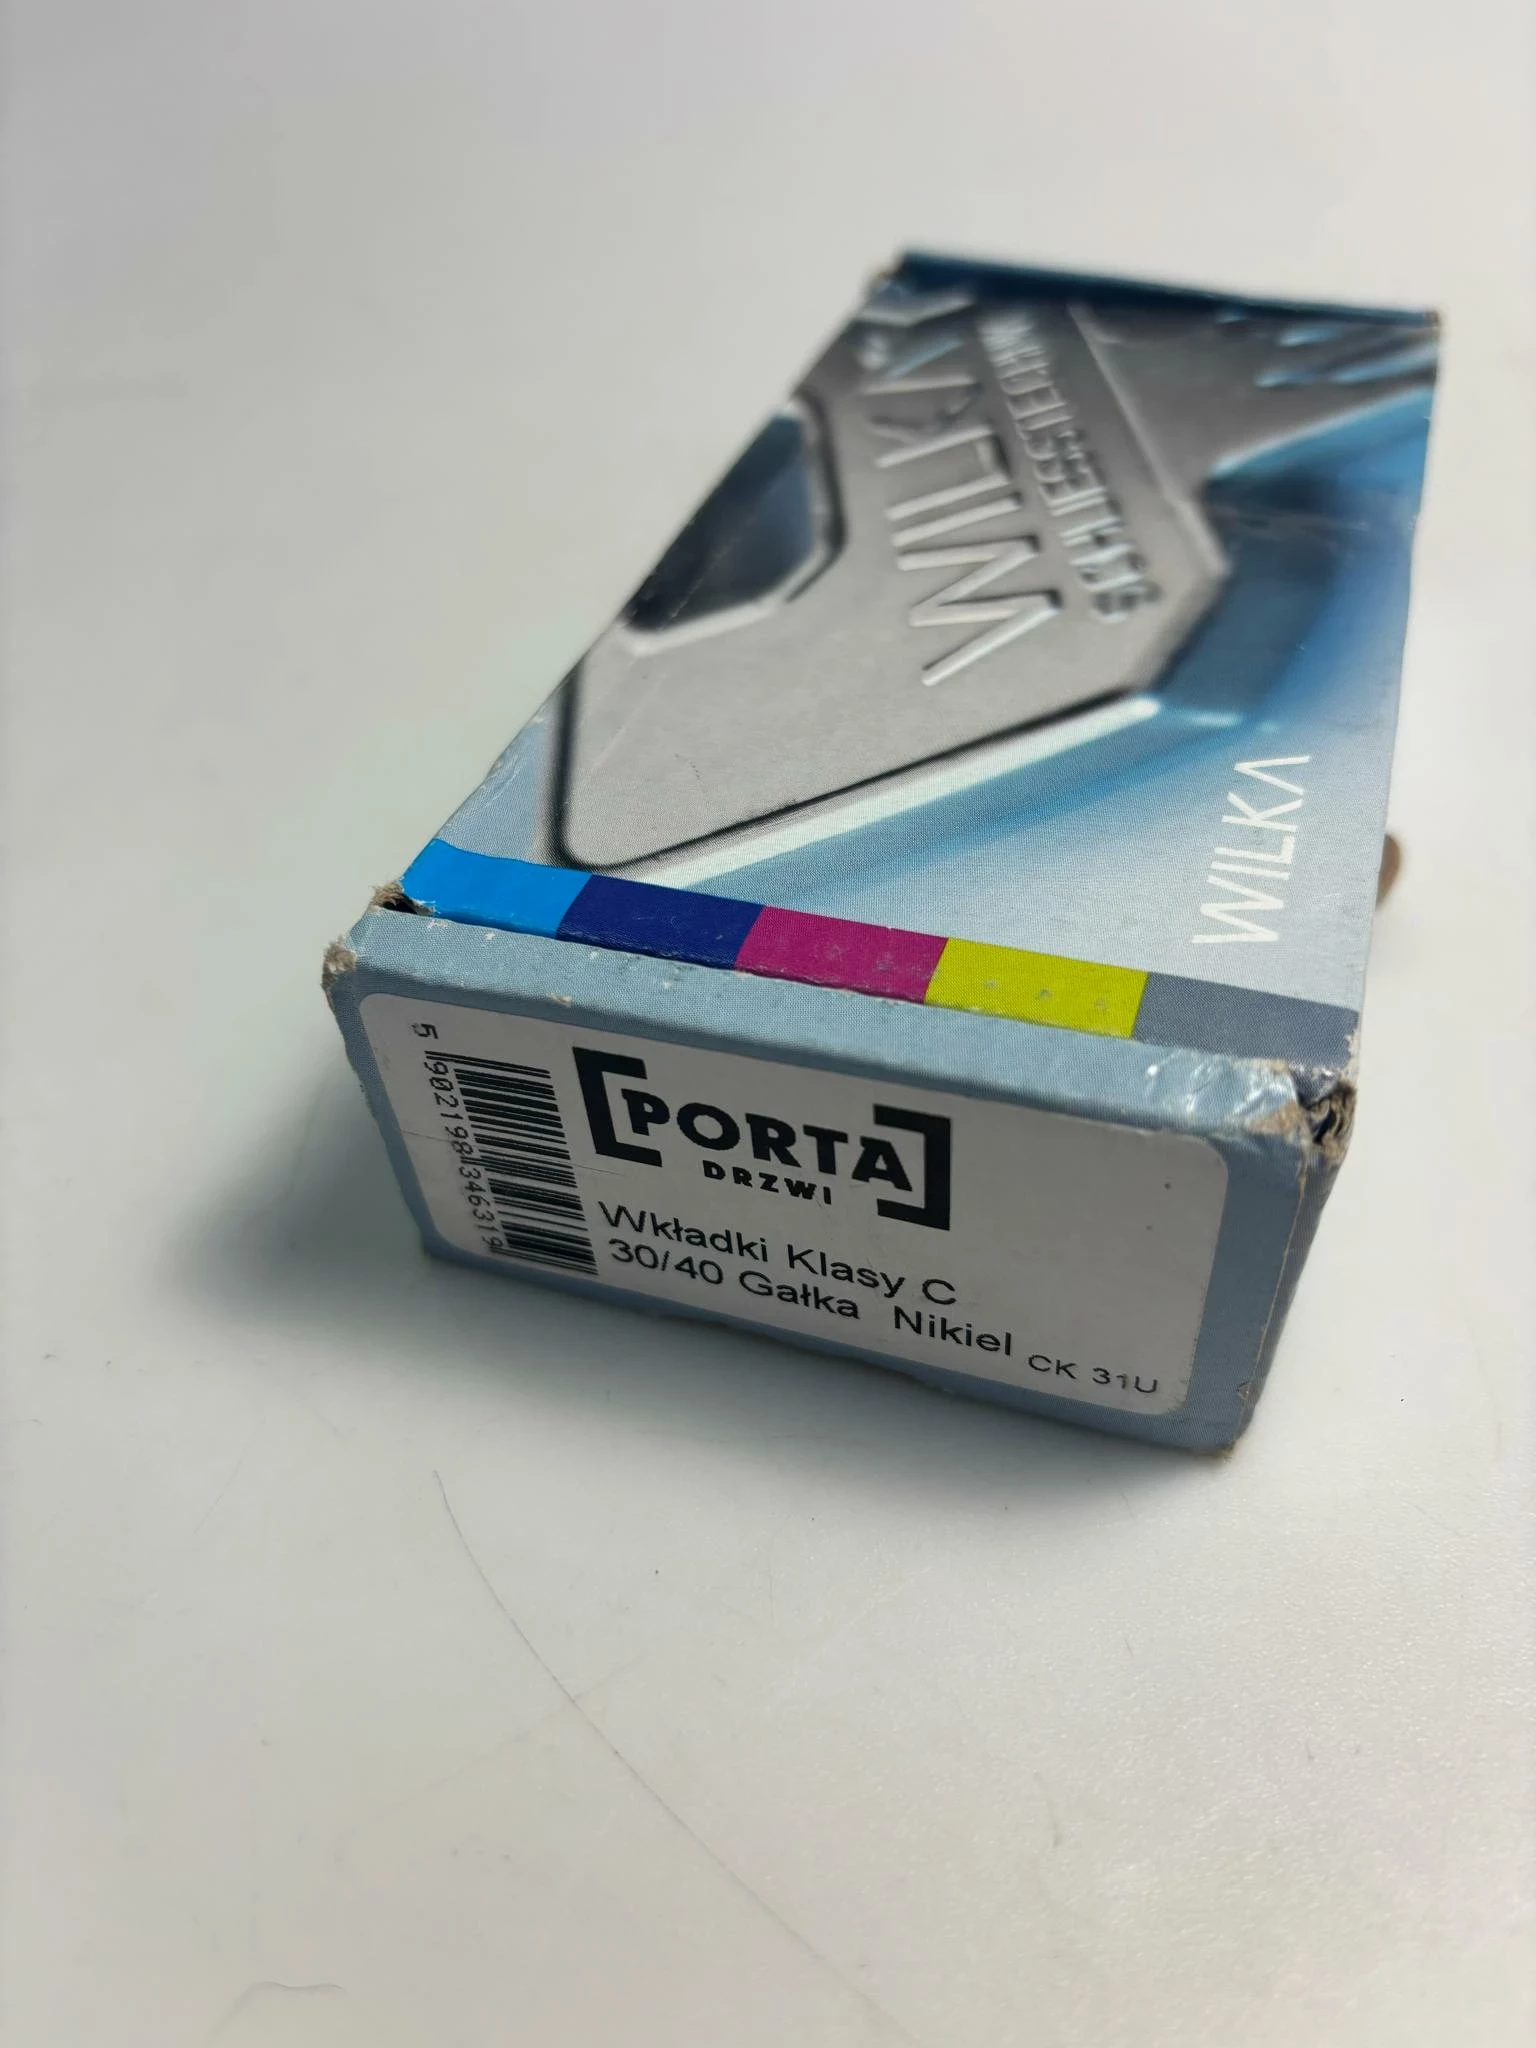 WILKA
SCHLIESSTECHNIK
WILKA
PORTA
DRZWI
Wkładki Klasy C
30/40 Gałka Nikiel
CK 31U
5 902198 346319